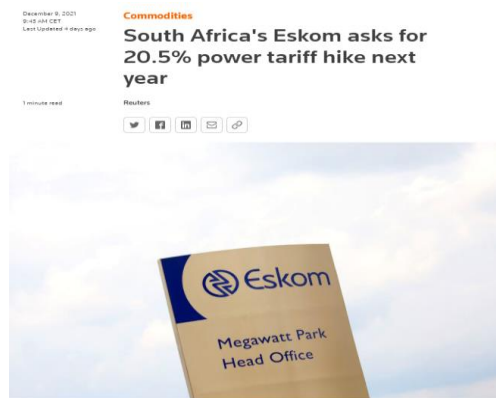 December 9, 2021
9:43 AM CET
Last Updated 4 days ago
Commodities
South Africa's Eskom asks for
20.5% power tariff hike next
year
1 minute read
Reuters
Eskom
Megawatt Park
Head Office